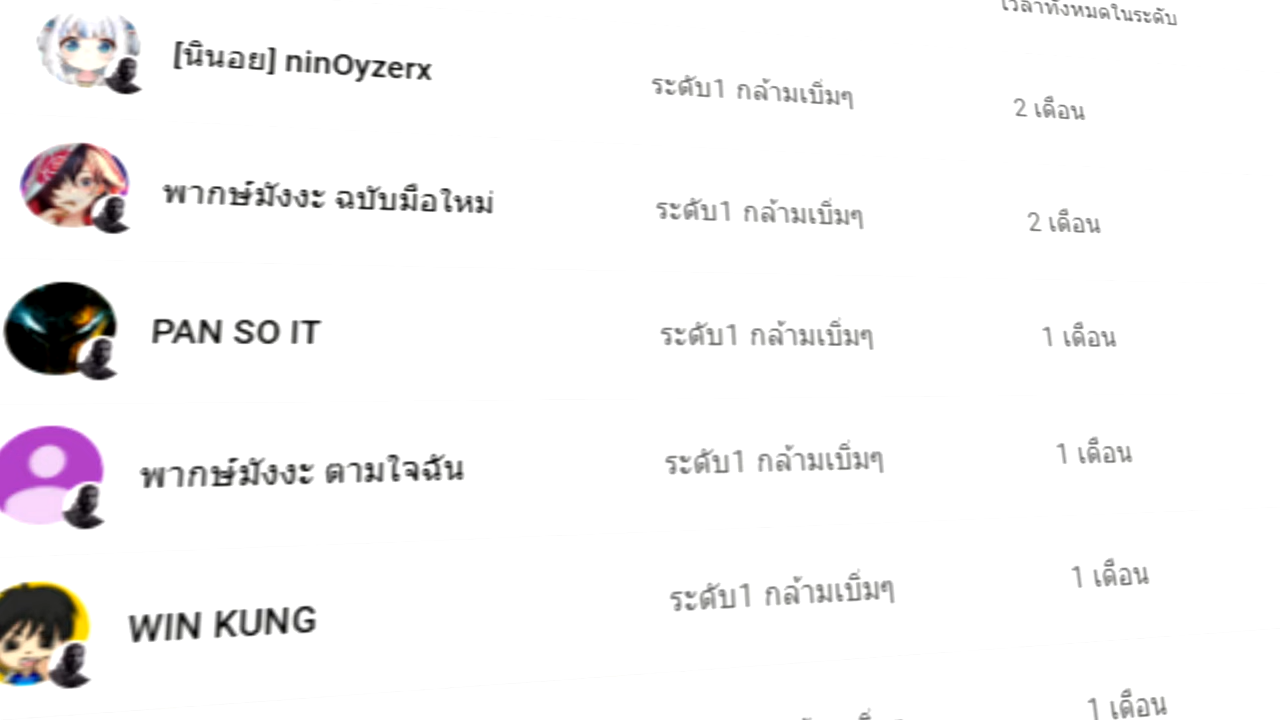 เวลาทั้งหมดในระดับ
[นินอย] ninOyzerx ระดับ1 กล้ามเบิ่มๆ 2 เดือน
พากษ์มังงะ ฉบับมือใหม่ ระดับ1 กล้ามเบิ่มๆ 2 เดือน
PAN SO IT ระดับ1 กล้ามเบิ่มๆ 1 เดือน
พากษ์มังงะ ตามใจฉัน ระดับ1 กล้ามเบิ่มๆ 1 เดือน
WIN KUNG ระดับ1 กล้ามเบิ่มๆ 1 เดือน
1 เดือน